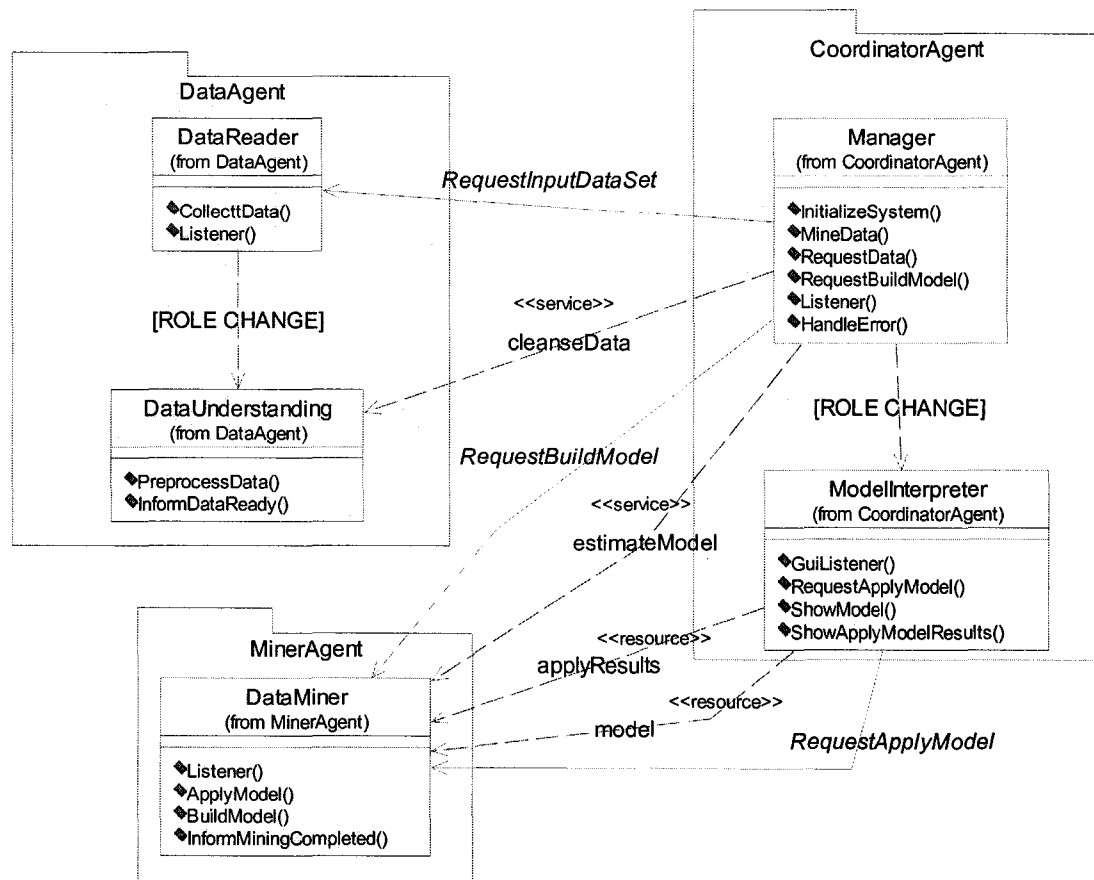 CoordinatorAgent
DataAgent
DataReader
(from DataAgent)
CollecttData()
Listener()
[ROLE CHANGE]
DataUnderstanding
(from DataAgent)
PreprocessData()
InformDataReady()
RequestInputDataSet
Manager
(from CoordinatorAgent)
InitializeSystem()
MineData()
RequestData()
RequestBuildModel()
Listener()
HandleError()
<<service>>
cleanseData
[ROLE CHANGE]
RequestBuildModel
<<service>>
estimateModel
ModelInterpreter
(from CoordinatorAgent)
GuiListener()
RequestApplyModel()
ShowModel()
ShowApplyModelResults()
<<resource>>
applyResults
<<resource>>
model
RequestApplyModel
MinerAgent
DataMiner
(from MinerAgent)
Listener()
ApplyModel()
BuildModel()
InformMiningCompleted()